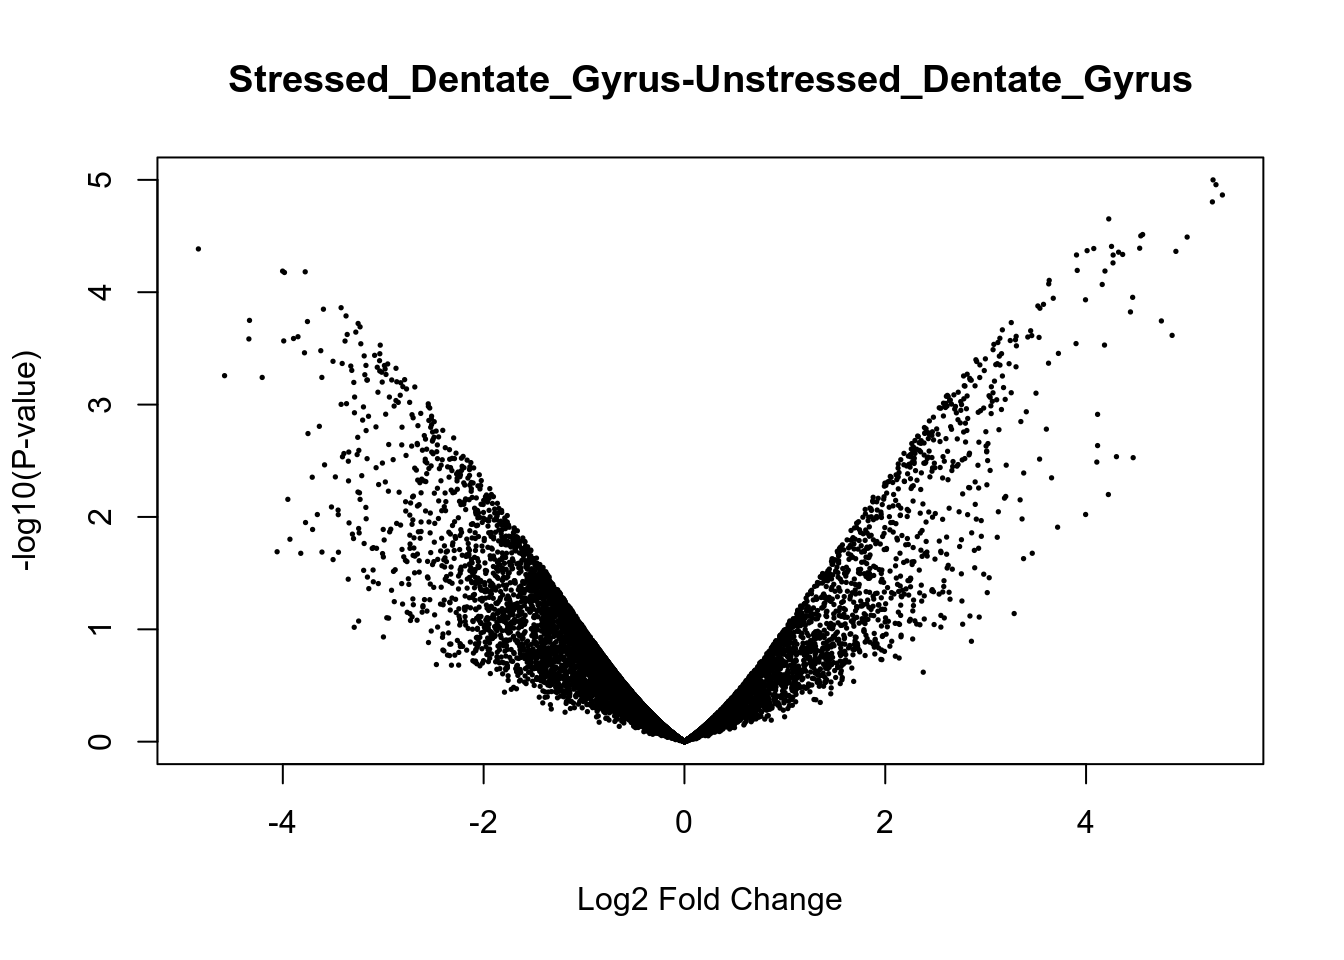 Stressed_Dentate_Gyrus-Unstressed_Dentate_Gyrus
-log10(P-value)
5
4
3
2
1
0
-4 -2 0 2 4
Log2 Fold Change